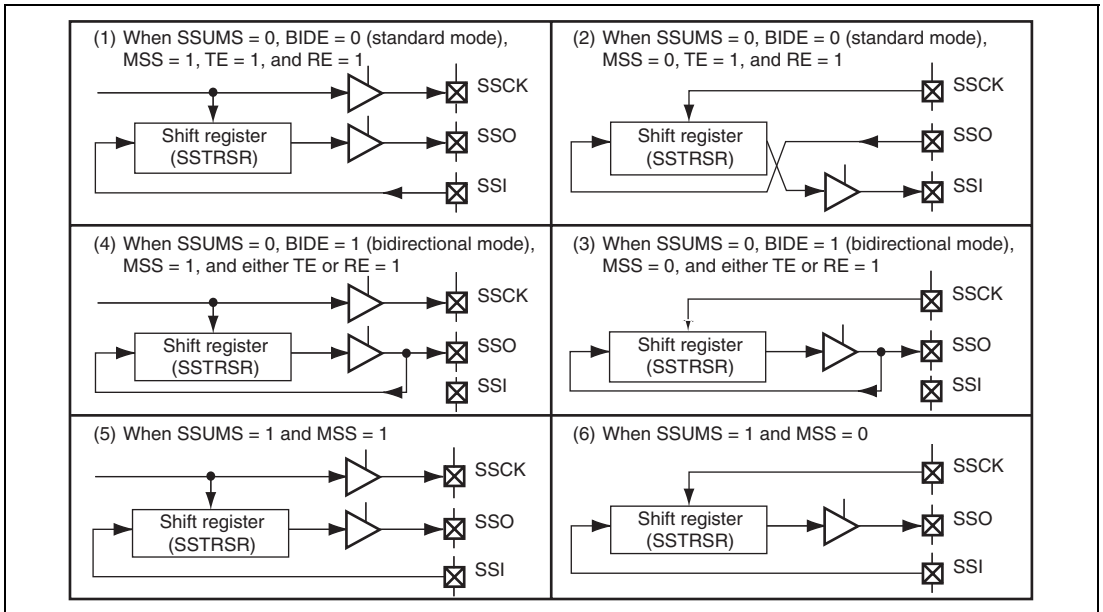 (1) When SSUMS = 0, BIDE = 0 (standard mode),
MSS = 1, TE = 1, and RE = 1
SSCK
Shift register
(SSTRSR)
SSO
SSI
(2) When SSUMS = 0, BIDE = 0 (standard mode),
MSS = 0, TE = 1, and RE = 1
SSCK
Shift register
(SSTRSR)
SSO
SSI
(4) When SSUMS = 0, BIDE = 1 (bidirectional mode),
MSS = 1, and either TE or RE = 1
SSCK
Shift register
(SSTRSR)
SSO
SSI
(3) When SSUMS = 0, BIDE = 1 (bidirectional mode),
MSS = 0, and either TE or RE = 1
SSCK
Shift register
(SSTRSR)
SSO
SSI
(5) When SSUMS = 1 and MSS = 1
SSCK
Shift register
(SSTRSR)
SSO
SSI
(6) When SSUMS = 1 and MSS = 0
SSCK
Shift register
(SSTRSR)
SSO
SSI